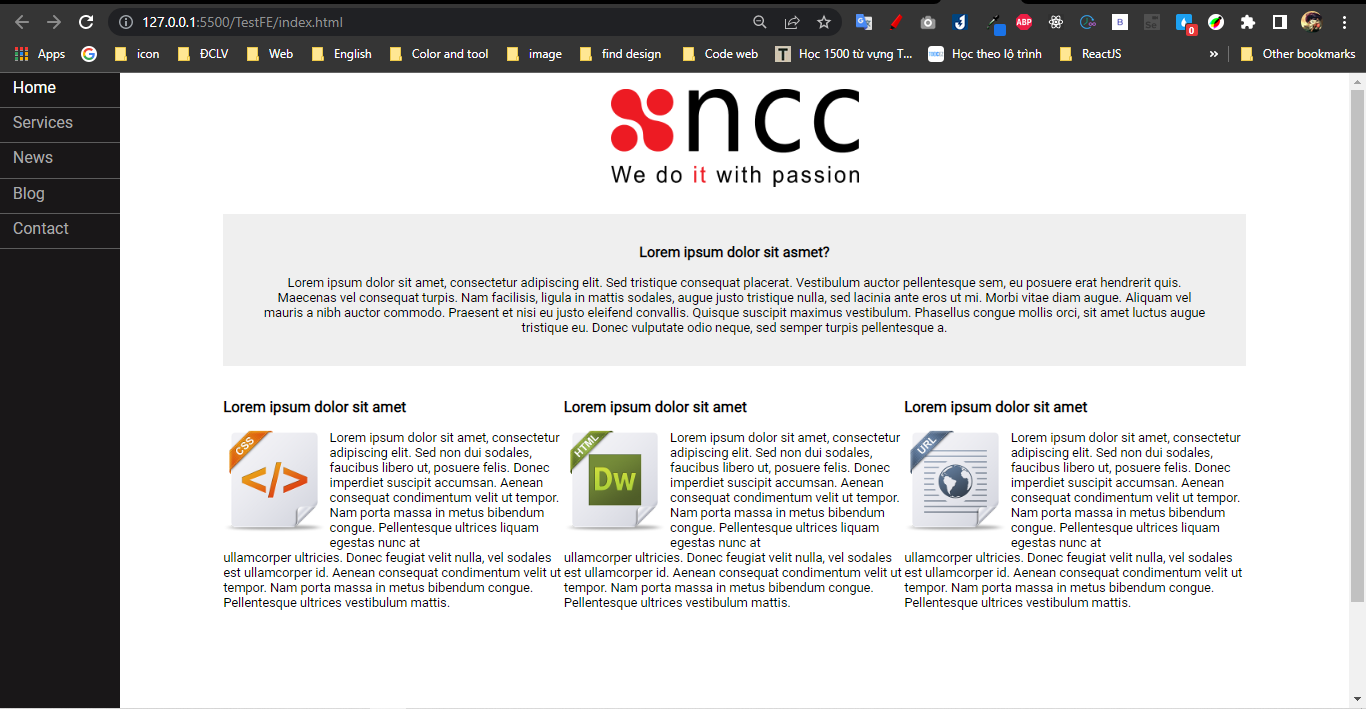 127.0.0.1:5500/TestFE/index.html
ABP
B
Se
0
Apps
icon
ĐCLV
Web
English
Color and tool
image
find design
Code web
T
Học 1500 từ vựng T...
Học theo lộ trình
ReactJS
»
Other bookmarks
Home
Services
News
Blog
Contact
ncc
We do it with passion
Lorem ipsum dolor sit asmet?
Lorem ipsum dolor sit amet, consectetur adipiscing elit. Sed tristique consequat placerat. Vestibulum auctor pellentesque sem, eu posuere erat hendrerit quis.
Maecenas vel consequat turpis. Nam facilisis, ligula in mattis sodales, augue justo tristique nulla, sed lacinia ante eros ut mi. Morbi vitae diam augue. Aliquam vel
mauris a nibh auctor commodo. Praesent et nisi eu justo eleifend convallis. Quisque suscipit maximus vestibulum. Phasellus congue mollis orci, sit amet luctus augue
tristique eu. Donec vulputate odio neque, sed semper turpis pellentesque a.
Lorem ipsum dolor sit amet
CSS
</>
Lorem ipsum dolor sit amet, consectetur
adipiscing elit. Sed non dui sodales,
faucibus libero ut, posuere felis. Donec
imperdiet suscipit accumsan. Aenean
consequat condimentum velit ut tempor.
Nam porta massa in metus bibendum
congue. Pellentesque ultrices liquam
egestas nunc at
ullamcorper ultricies. Donec feugiat velit nulla, vel sodales
est ullamcorper id. Aenean consequat condimentum velit ut
tempor. Nam porta massa in metus bibendum congue.
Pellentesque ultrices vestibulum mattis.
Lorem ipsum dolor sit amet
HTML
Dw
Lorem ipsum dolor sit amet, consectetur
adipiscing elit. Sed non dui sodales,
faucibus libero ut, posuere felis. Donec
imperdiet suscipit accumsan. Aenean
consequat condimentum velit ut tempor.
Nam porta massa in metus bibendum
congue. Pellentesque ultrices liquam
egestas nunc at
ullamcorper ultricies. Donec feugiat velit nulla, vel sodales
est ullamcorper id. Aenean consequat condimentum velit ut
tempor. Nam porta massa in metus bibendum congue.
Pellentesque ultrices vestibulum mattis.
Lorem ipsum dolor sit amet
URL
Lorem ipsum dolor sit amet, consectetur
adipiscing elit. Sed non dui sodales,
faucibus libero ut, posuere felis. Donec
imperdiet suscipit accumsan. Aenean
consequat condimentum velit ut tempor.
Nam porta massa in metus bibendum
congue. Pellentesque ultrices liquam
egestas nunc at
ullamcorper ultricies. Donec feugiat velit nulla, vel sodales
est ullamcorper id. Aenean consequat condimentum velit ut
tempor. Nam porta massa in metus bibendum congue.
Pellentesque ultrices vestibulum mattis.